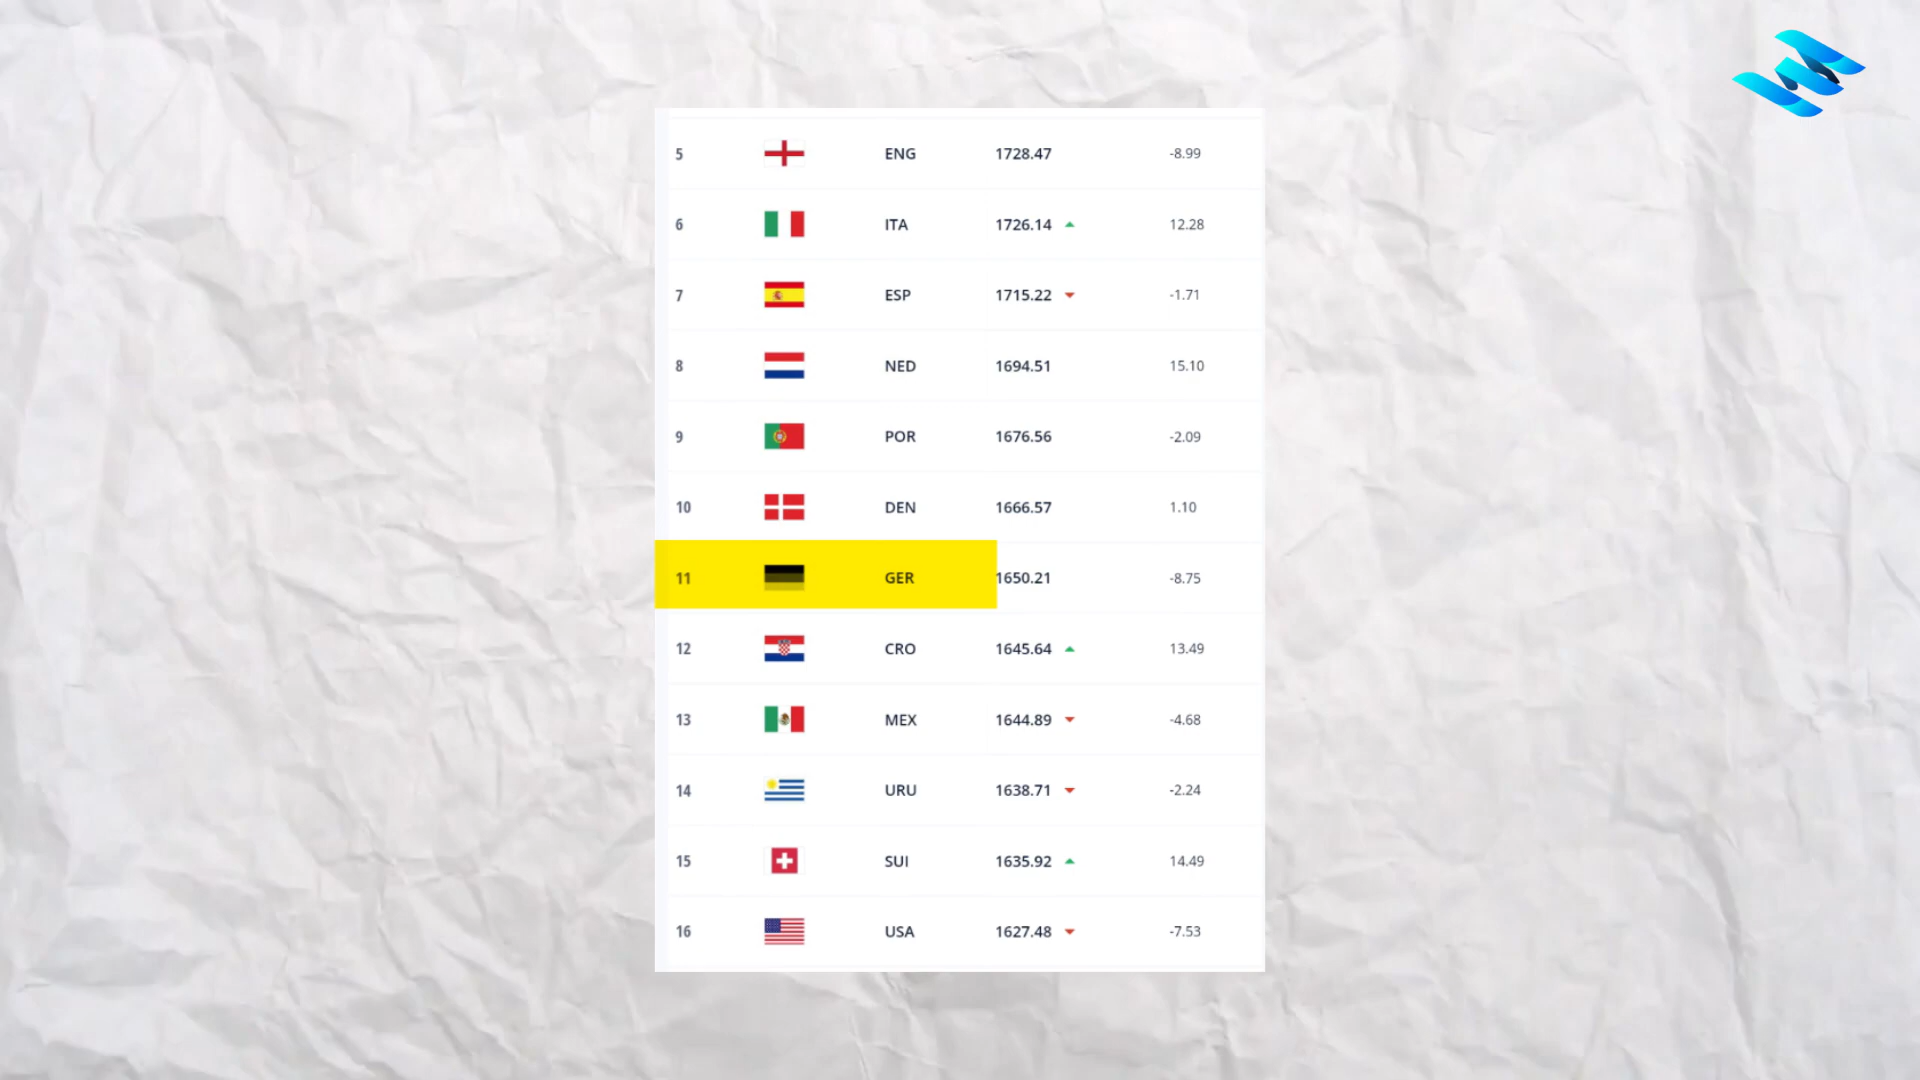 5 ENG 1728.47 -8.99
6 ITA 1726.14 12.28
7 ESP 1715.22 -1.71
8 NED 1694.51 15.10
9 POR 1676.56 -2.09
10 DEN 1666.57 1.10
11 GER 1650.21 -8.75
12 CRO 1645.64 13.49
13 MEX 1644.89 -4.68
14 URU 1638.71 -2.24
15 SUI 1635.92 14.49
16 USA 1627.48 -7.53